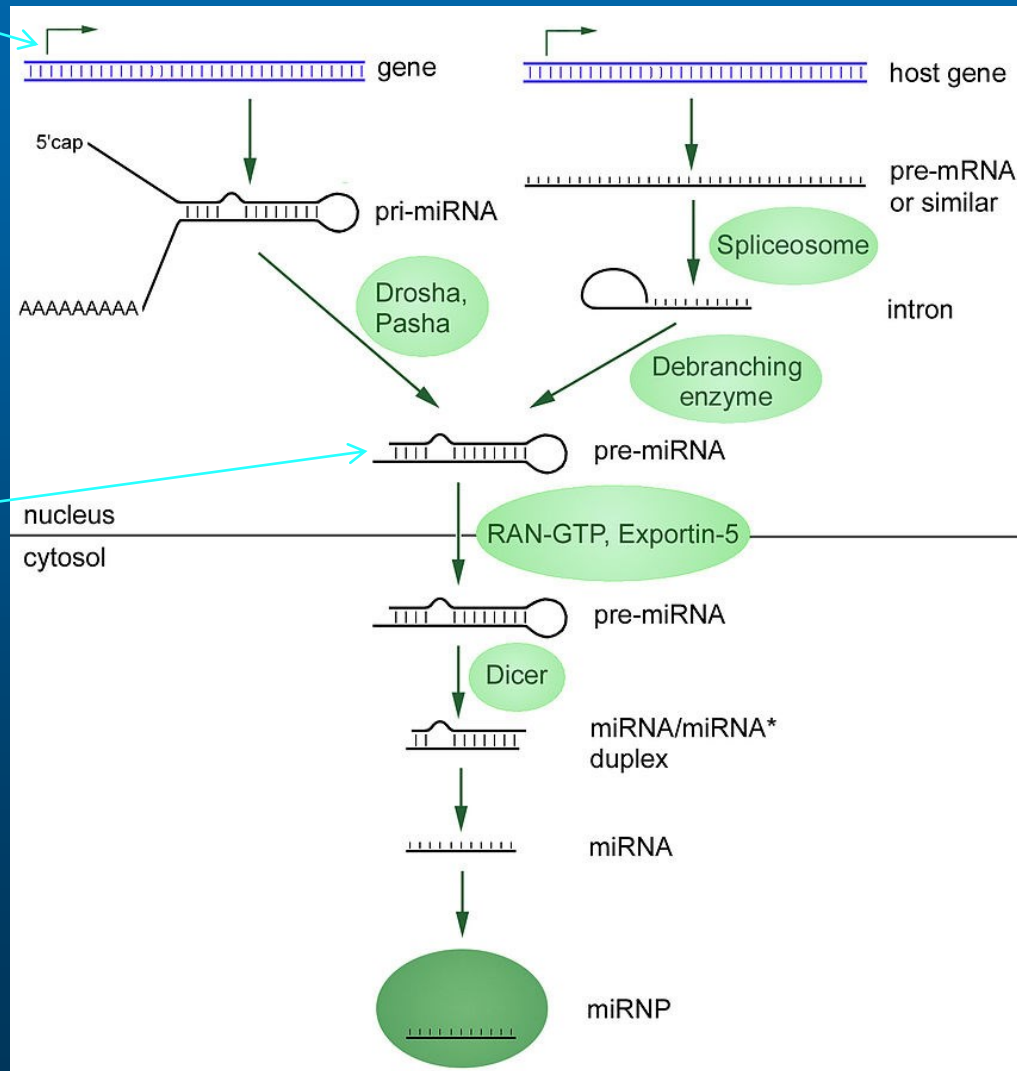 gene
host gene
5'cap
pri-miRNA
pre-mRNA
or similar
Spliceosome
AAAAAAAAA
Drosha,
Pasha
intron
Debranching
enzyme
pre-miRNA
nucleus
RAN-GTP, Exportin-5
cytosol
pre-miRNA
Dicer
miRNA/miRNA*
duplex
miRNA
miRNP